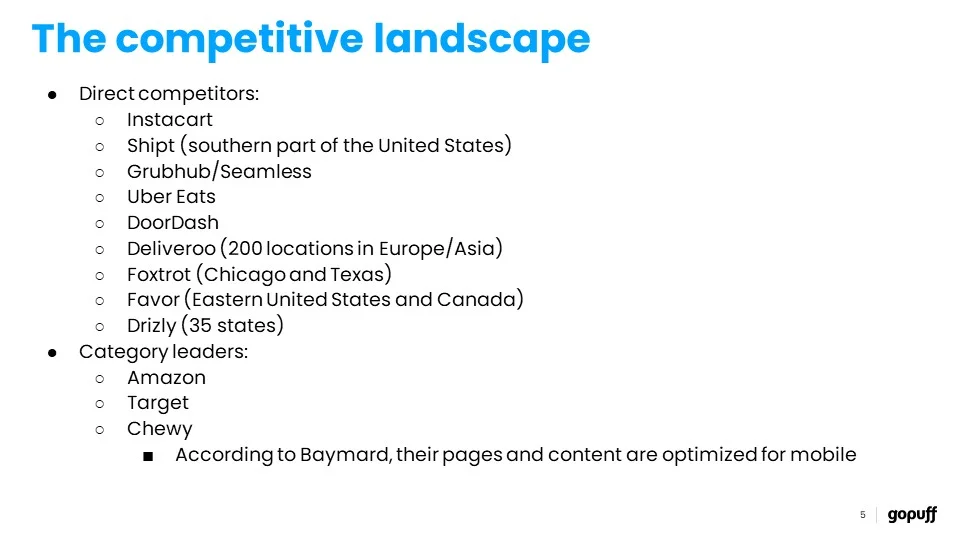 The competitive landscape
● Direct competitors:
○ Instacart
○ Shipt (southern part of the United States)
○ Grubhub/Seamless
○ Uber Eats
○ DoorDash
○ Deliveroo (200 locations in Europe/Asia)
○ Foxtrot (Chicago and Texas)
○ Favor (Eastern United States and Canada)
○ Drizly (35 states)
● Category leaders:
○ Amazon
○ Target
○ Chewy
■ According to Baymard, their pages and content are optimized for mobile
5 gopuff